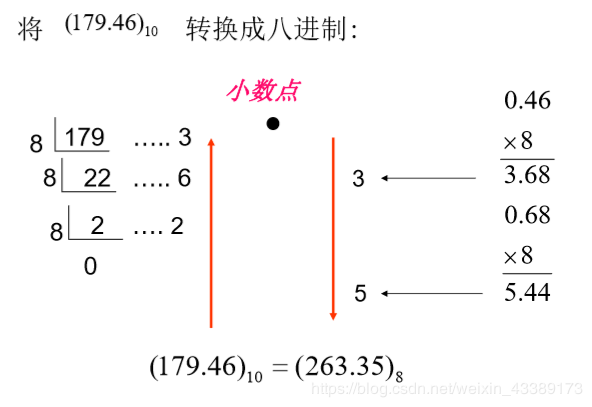 将 (179.46)₁₀ 转换成八进制:
小数点
8 179 ..... 3
8 22 ..... 6
8 2 .... 2
0
3
5
0.46
×8
3.68
0.68
×8
5.44
(179.46)₁₀ = (263.35)₈
https://blog.csdn.net/weixin_43389173